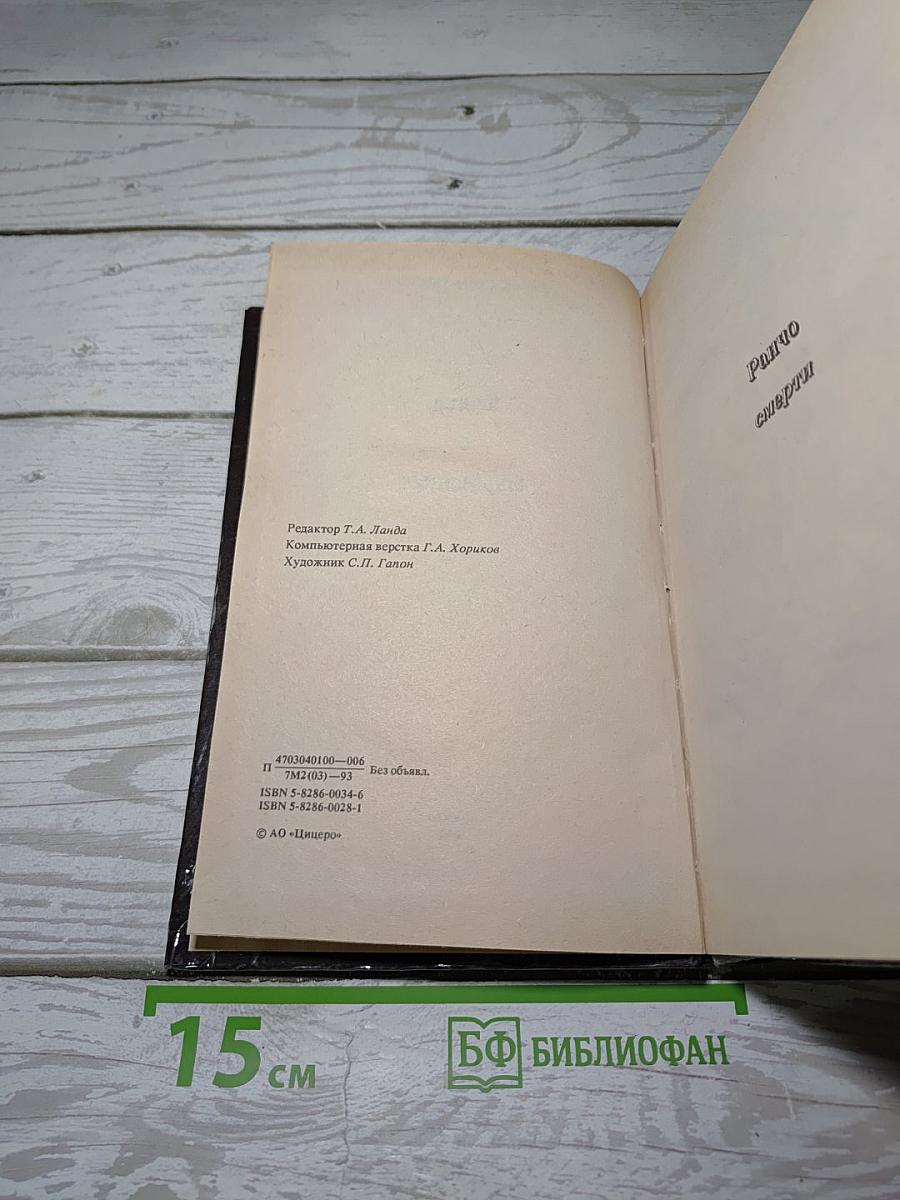 Редактор Т.А. Ланда
Компьютерная верстка Г.А. Хориков
Художник С.П. Гапон
П 4703040100—006
7М2(03)—93 Без объявл.
ISBN 5-8286-0034-6
ISBN 5-8286-0028-1
© АО «Цицеро»
Ранчо
смерти
15 см
БФ БИБЛИОФАН